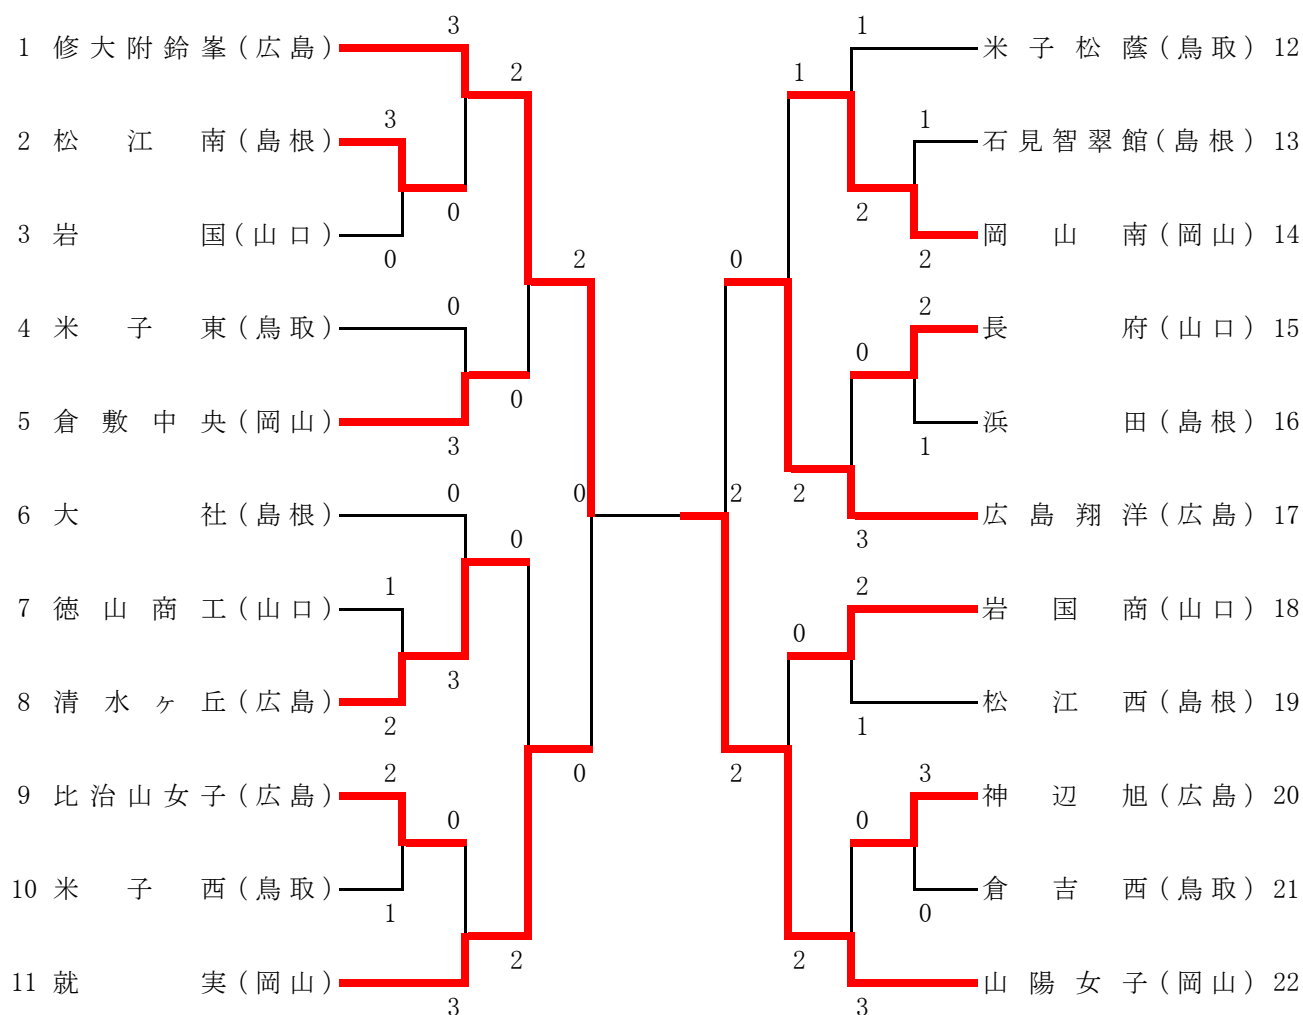 3
1
1 修大附鈴峯(広島)
米子松蔭(鳥取) 12
2
1
3
1
2 松江南(島根)
石見智翠館(島根) 13
0
2
3 岩国(山口)
岡山南(岡山) 14
0
2
2
0
0
2
4 米子東(鳥取)
長府(山口) 15
0
0
5 倉敷中央(岡山)
浜田(島根) 16
3
1
0
0
2
2
6 大社(島根)
広島翔洋(広島) 17
0
3
1
2
7 徳山商工(山口)
岩国商(山口) 18
0
3
8 清水ヶ丘(広島)
松江西(島根) 19
2
1
2
0
2
3
9 比治山女子(広島)
神辺旭(広島) 20
0
0
10 米子西(鳥取)
倉吉西(鳥取) 21
1
0
2
2
11 就実(岡山)
山陽女子(岡山) 22
3
3